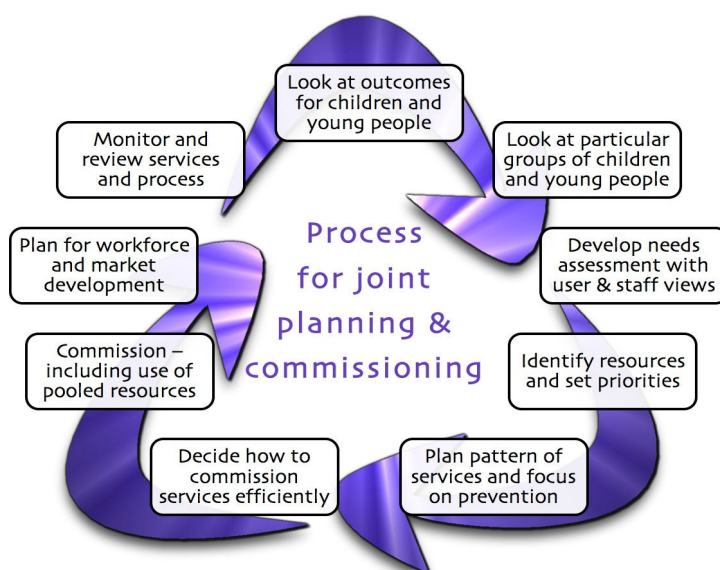 Look at outcomes
for children and
young people
Look at particular
groups of children
and young people
Develop needs
assessment with
user & staff views
Identify resources
and set priorities
Plan pattern of
services and focus
on prevention
Decide how to
commission
services efficiently
Commission –
including use of
pooled resources
Plan for workforce
and market
development
Monitor and
review services
and process
Process
for joint
planning &
commissioning